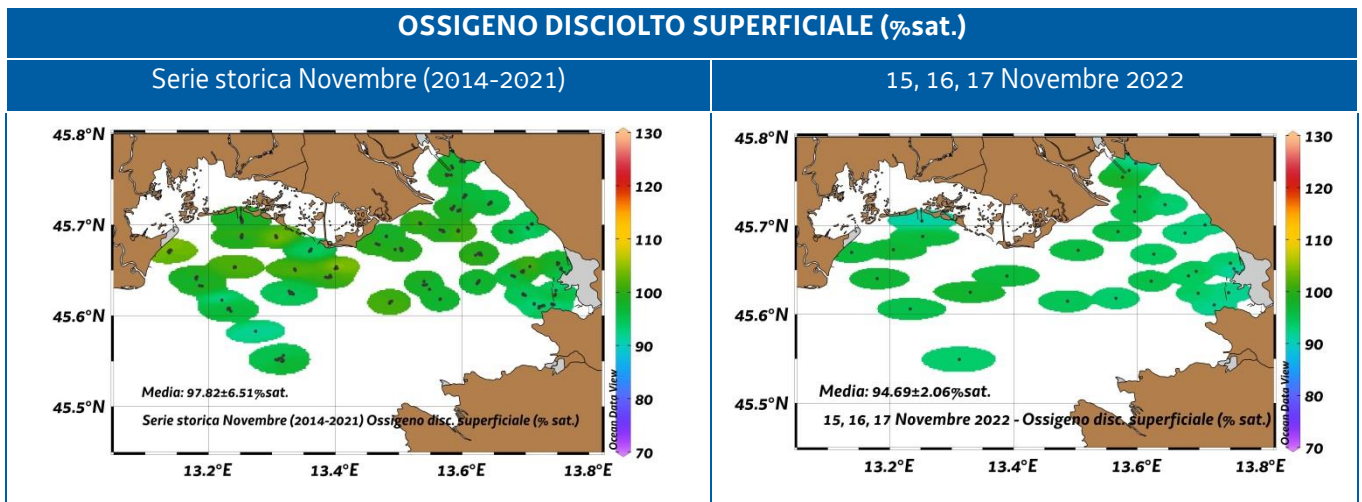 OSSIGENO DISCIOLTO SUPERFICIALE (%sat.)
Serie storica Novembre (2014-2021)
15, 16, 17 Novembre 2022
45.8°N
45.7°N
45.6°N
45.5°N
13.2°E
13.4°E
13.6°E
13.8°E
Media: 97.82±6.51%sat.
Serie storica Novembre (2014-2021) Ossigeno disc. superficiale (% sat.)
Ocean Data View
130
120
110
100
90
80
70
45.8°N
45.7°N
45.6°N
45.5°N
13.2°E
13.4°E
13.6°E
13.8°E
Media: 94.69±2.06%sat.
15, 16, 17 Novembre 2022 - Ossigeno disc. superficiale (% sat.)
Ocean Data View
130
120
110
100
90
80
70